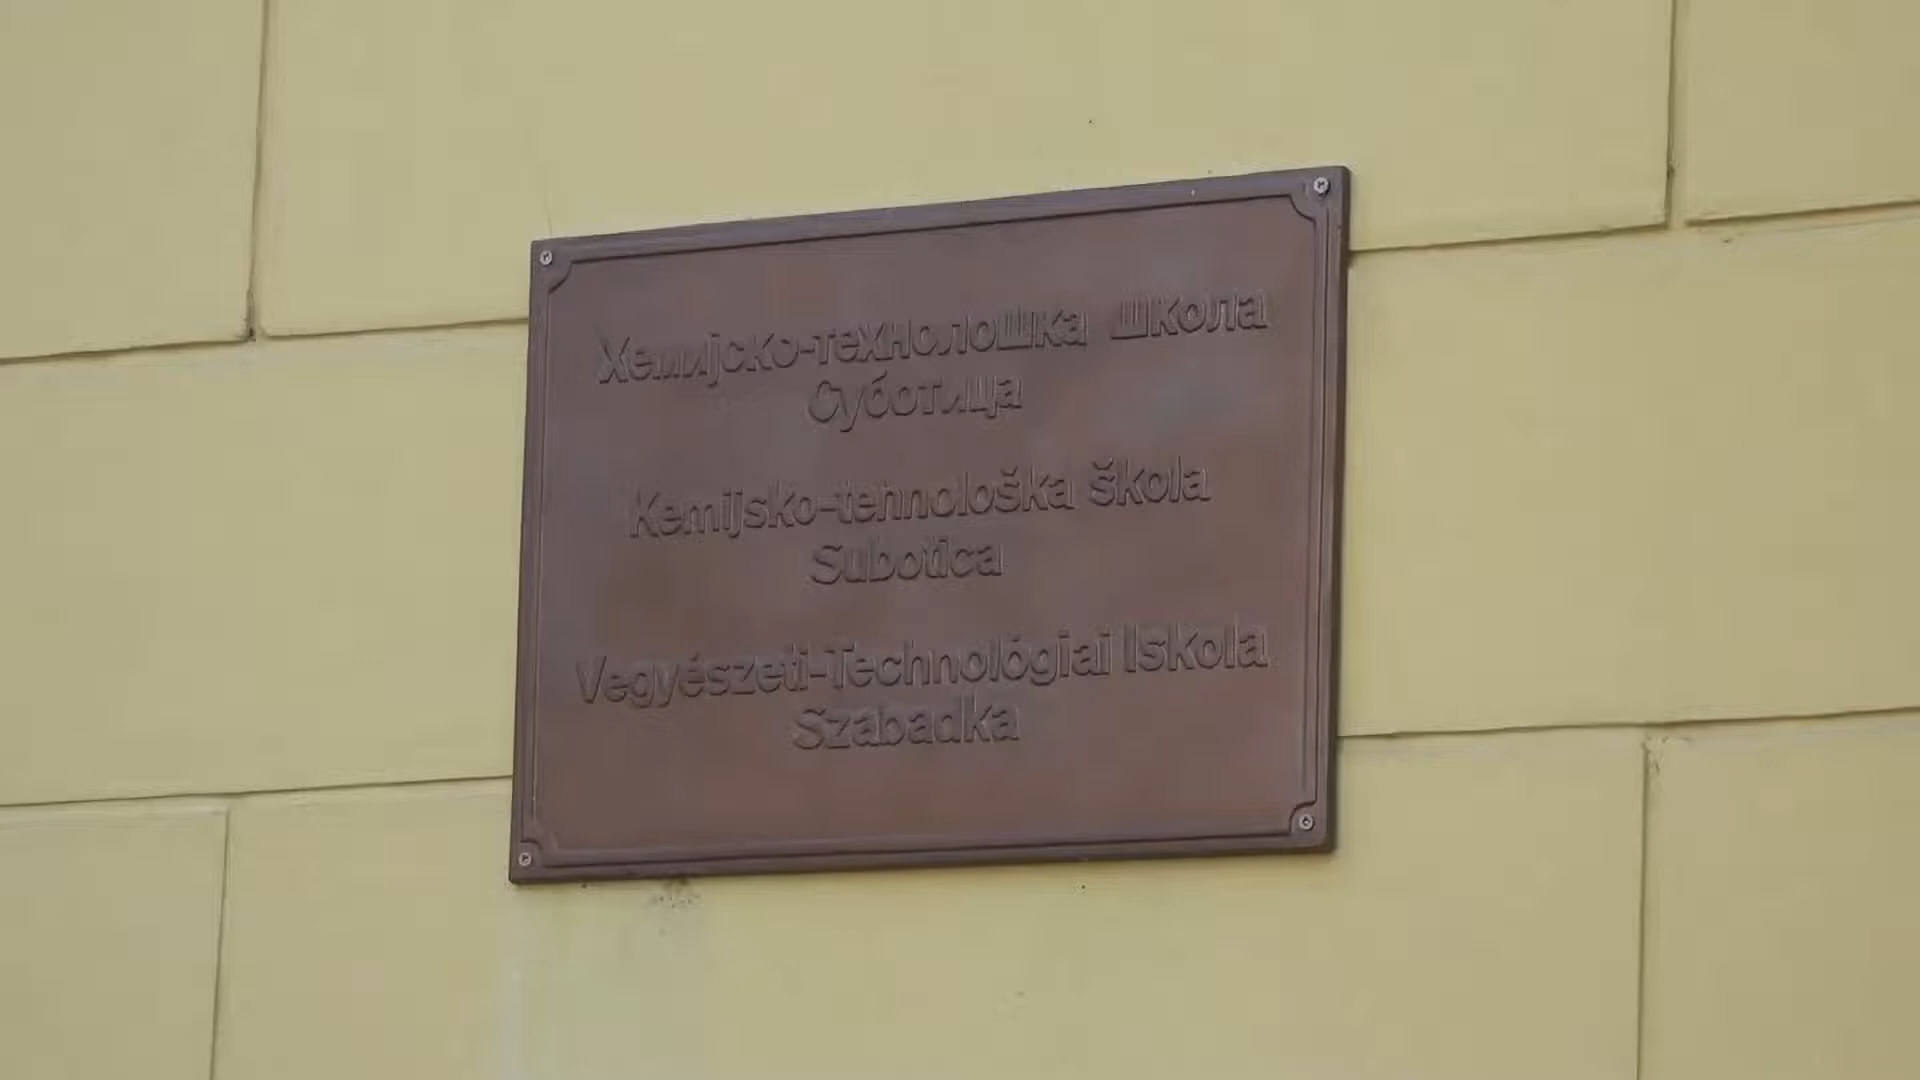 Хемијско-технолошка школа
Суботица
Kemijsko-tehnološka škola
Subotica
Vegyészeti-Technológiai Iskola
Szabadka